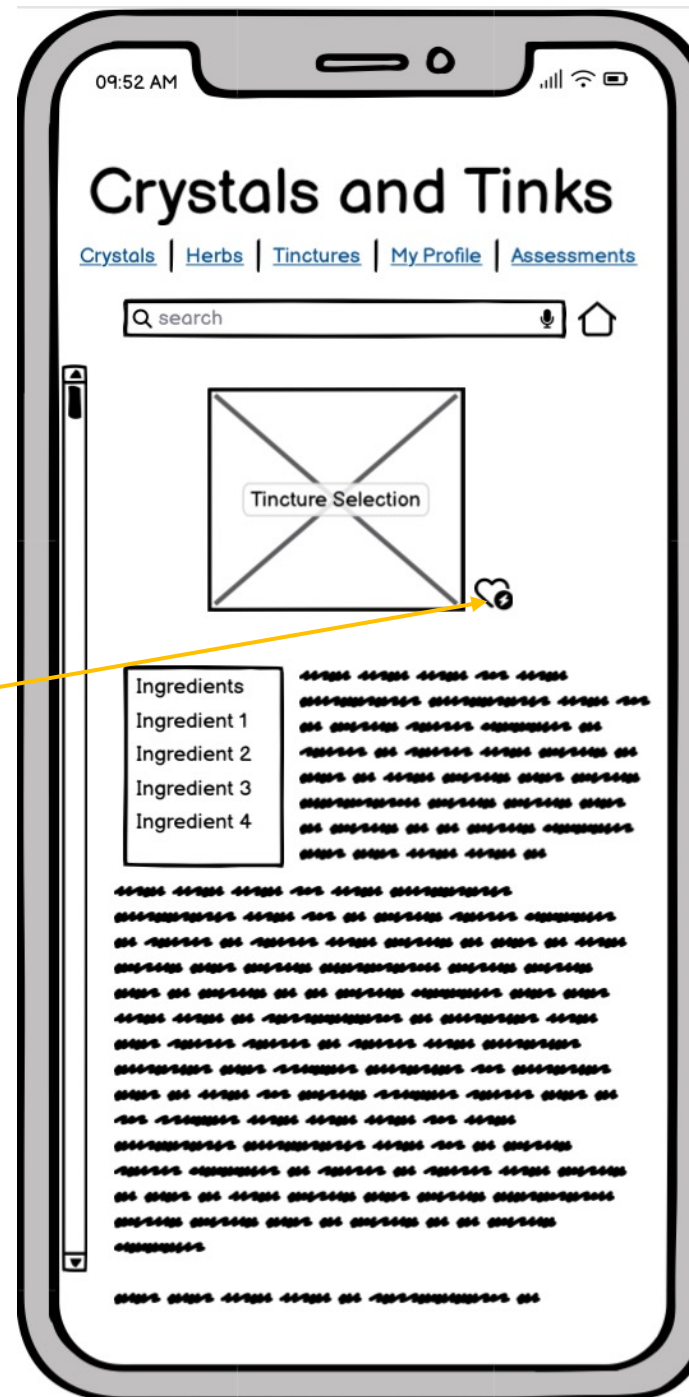 09:52 AM
Crystals and Tinks
Crystals | Herbs | Tinctures | My Profile | Assessments
search
Tincture Selection
Ingredients
Ingredient 1
Ingredient 2
Ingredient 3
Ingredient 4